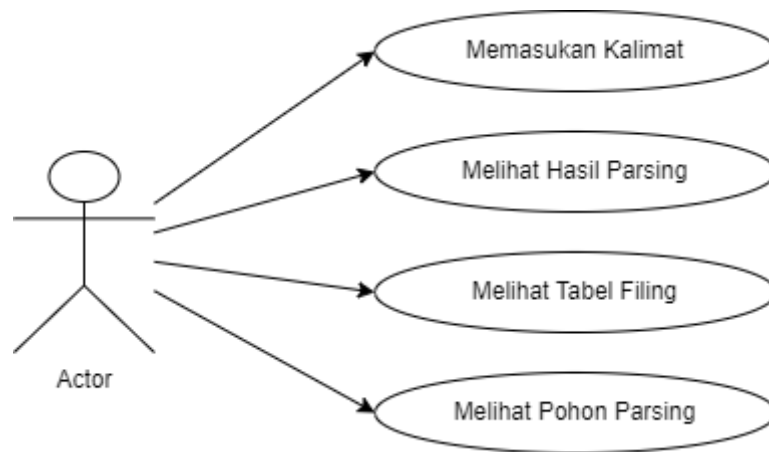 Memasukan Kalimat
Melihat Hasil Parsing
Melihat Tabel Filing
Melihat Pohon Parsing
Actor